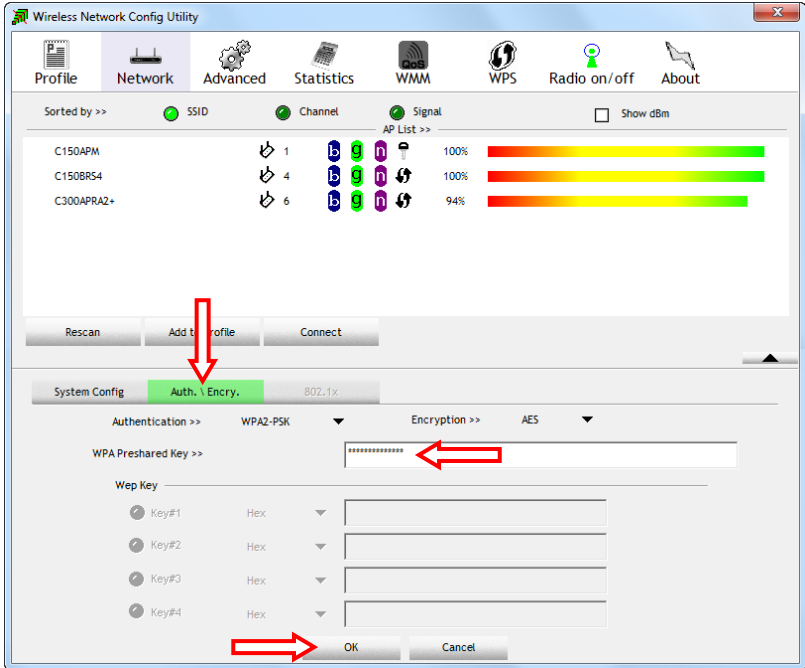 Wireless Network Config Utility
x
P
QoS
Profile Network Advanced Statistics WMM WPS Radio on/off About
Sorted by >> SSID Channel Signal Show dBm
AP List >>
C150APM 1 b g n 100%
C150BRS4 4 b g n 100%
C300APRA2+ 6 b g n 94%
Rescan Add to Profile Connect
System Config Auth. \ Encry. 802.1x
Authentication >> WPA2-PSK Encryption >> AES
WPA Preshared Key >> **************
Wep Key
Key#1 Hex
Key#2 Hex
Key#3 Hex
Key#4 Hex
OK Cancel